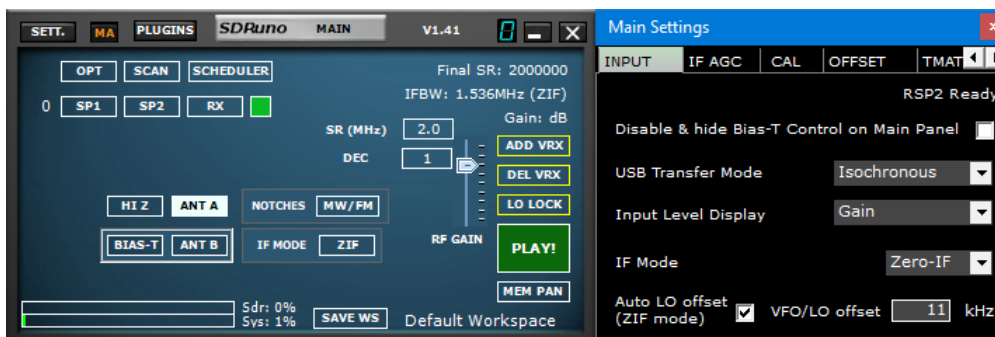 SETT. MA PLUGINS SDRuno MAIN V1.41
OPT SCAN SCHEDULER Final SR: 2000000
IFBW: 1.536MHz (ZIF)
0 SP1 SP2 RX Gain: dB
SR (MHz) 2.0 ADD VRX
DEC 1 DEL VRX
HI Z ANT A NOTCHES MW/FM LO LOCK
BIAS-T ANT B IF MODE ZIF RF GAIN PLAY!
MEM PAN
Sdr: 0%
Sys: 1% SAVE WS Default Workspace
Main Settings
INPUT IF AGC CAL OFFSET TMAT
RSP2 Ready
Disable & hide Bias-T Control on Main Panel
USB Transfer Mode Isochronous
Input Level Display Gain
IF Mode Zero-IF
Auto LO offset
(ZIF mode) VFO/LO offset 11 kHz